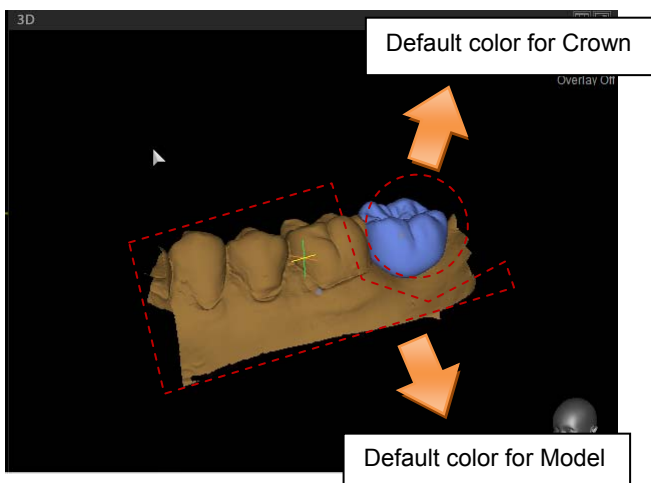 3D
Default color for Crown
Overlay Off
Default color for Model